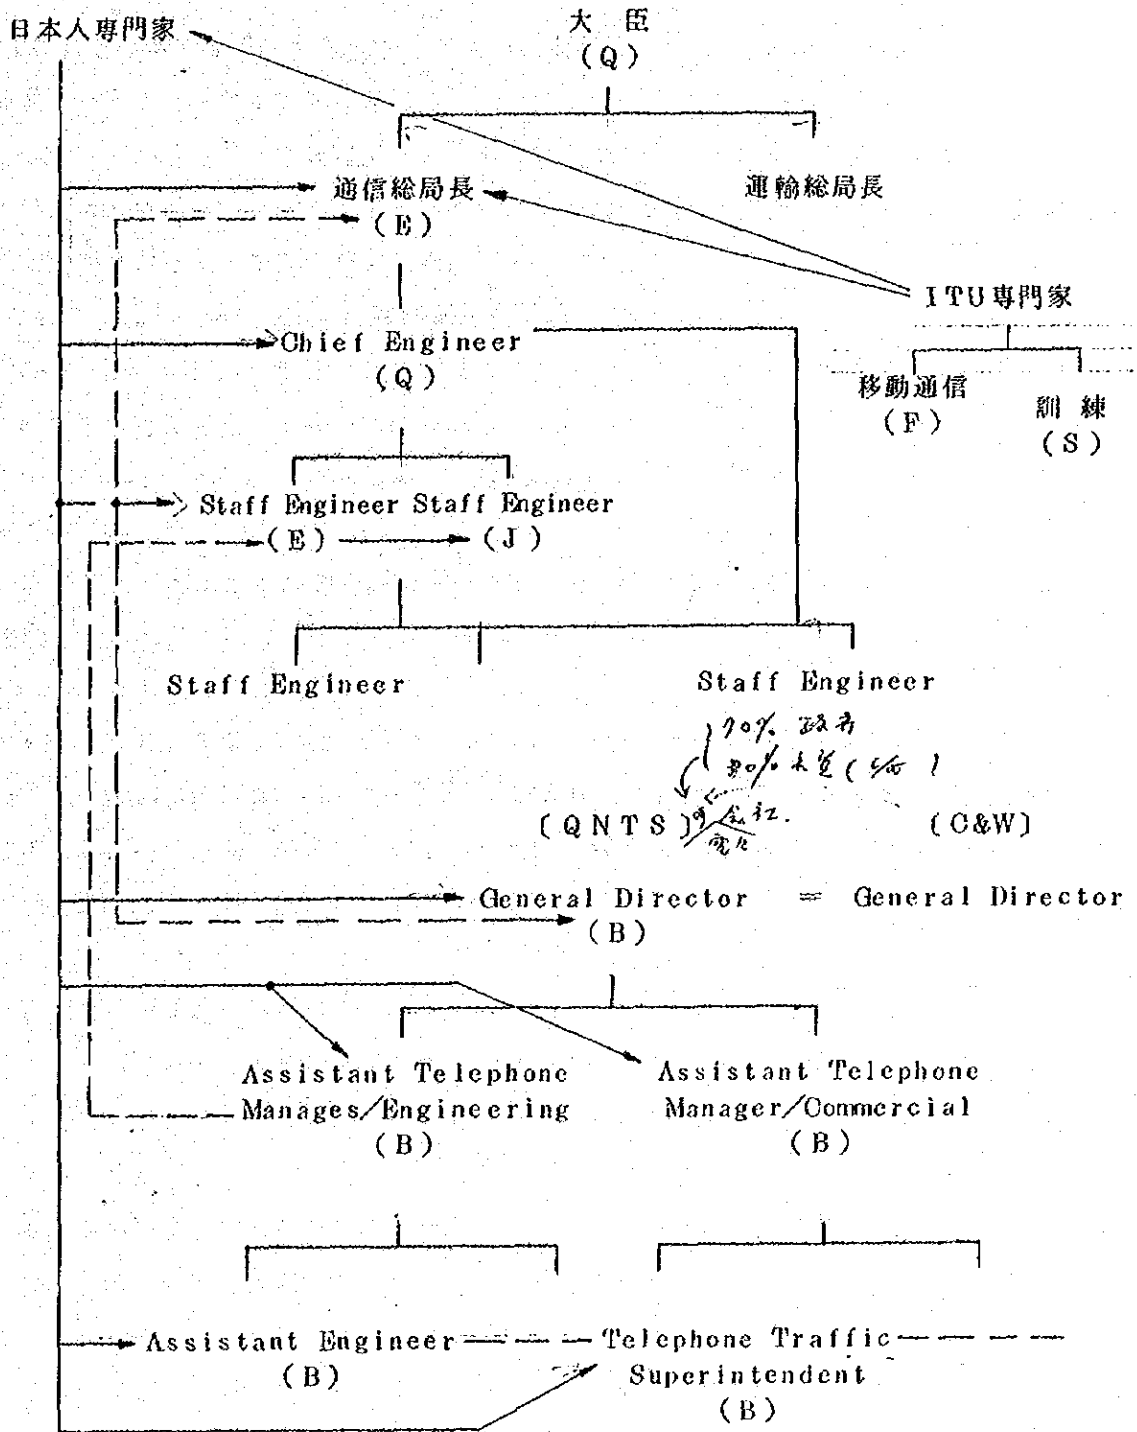 日本人専門家
大 臣
(Q)
通信総局長
(E)
運輸総局長
ITU専門家
Chief Engineer
(Q)
移動通信
(F)
訓 練
(S)
Staff Engineer Staff Engineer
(E) (J)
Staff Engineer
Staff Engineer
70%
(QNTS) (C&W)
General Director = General Director
(B)
Assistant Telephone
Manages/Engineering
(B)
Assistant Telephone
Manager/Commercial
(B)
Assistant Engineer
(B)
Telephone Traffic
Superintendent
(B)